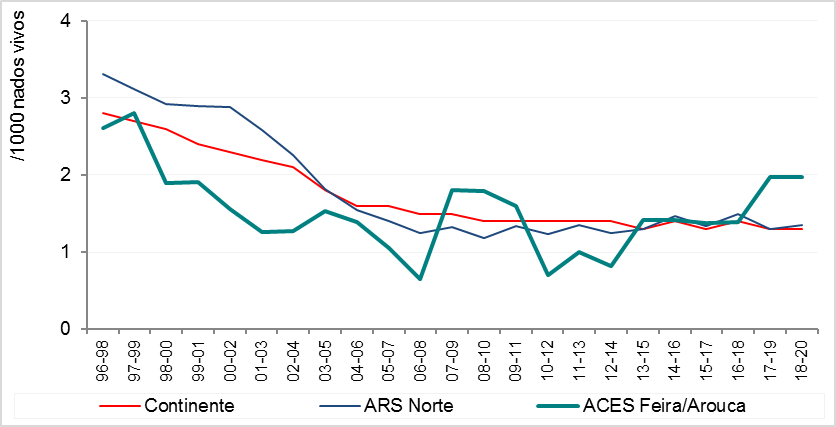 /1000 nados vivos
4
3
2
1
0
96-98 97-99 98-00 99-01 00-02 01-03 02-04 03-05 04-06 05-07 06-08 07-09 08-10 09-11 10-12 11-13 12-14 13-15 14-16 15-17 16-18 17-19 18-20
Continente ARS Norte ACES Feira/Arouca